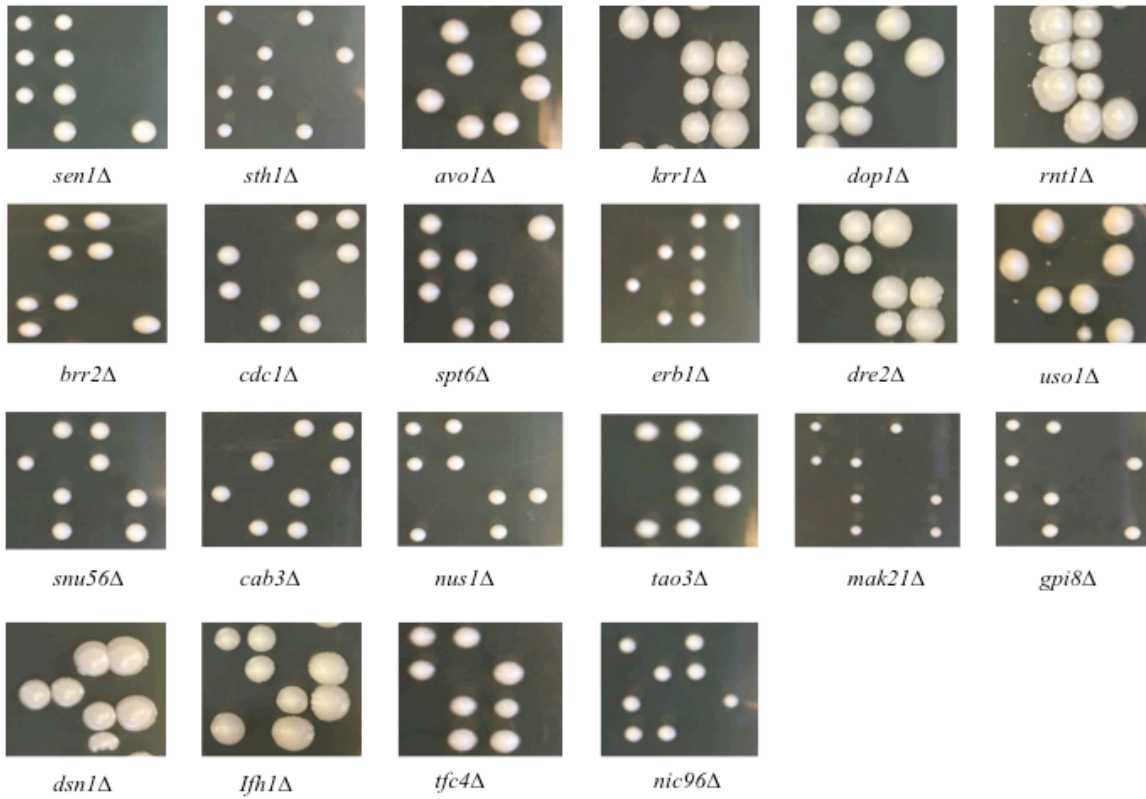 sen1Δ sth1Δ avo1Δ krr1Δ dop1Δ rnt1Δ
brr2Δ cdc1Δ spt6Δ erb1Δ dre2Δ uso1Δ
snu56Δ cab3Δ nus1Δ tao3Δ mak21Δ gpi8Δ
dsn1Δ Ifh1Δ tfc4Δ nic96Δ